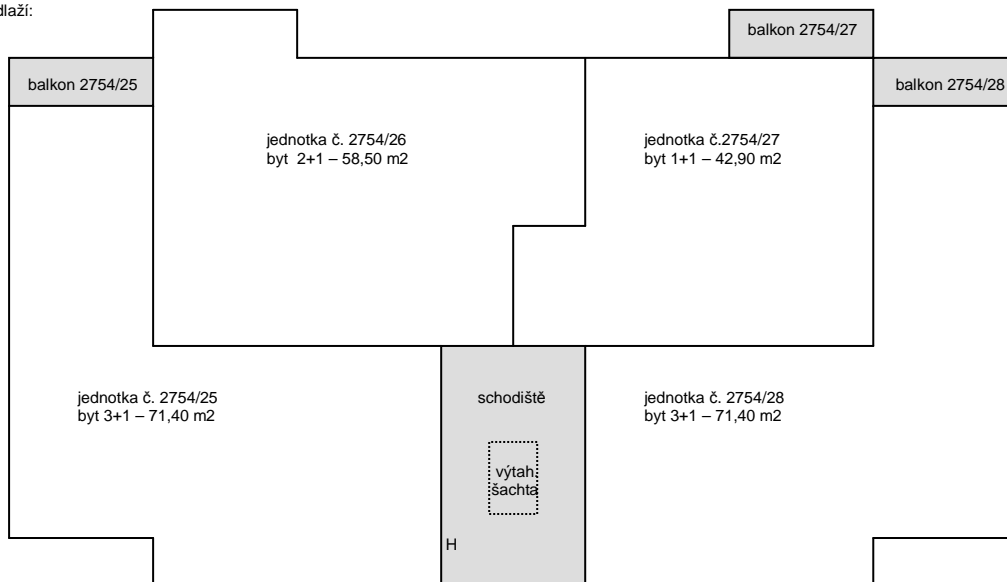 dlaží:
balkon 2754/27
balkon 2754/25
balkon 2754/28
jednotka č. 2754/26
byt  2+1 – 58,50 m2
jednotka č.2754/27
byt 1+1 – 42,90 m2
jednotka č. 2754/25
byt 3+1 – 71,40 m2
schodiště
jednotka č. 2754/28
byt 3+1 – 71,40 m2
výtah.
šachta
H